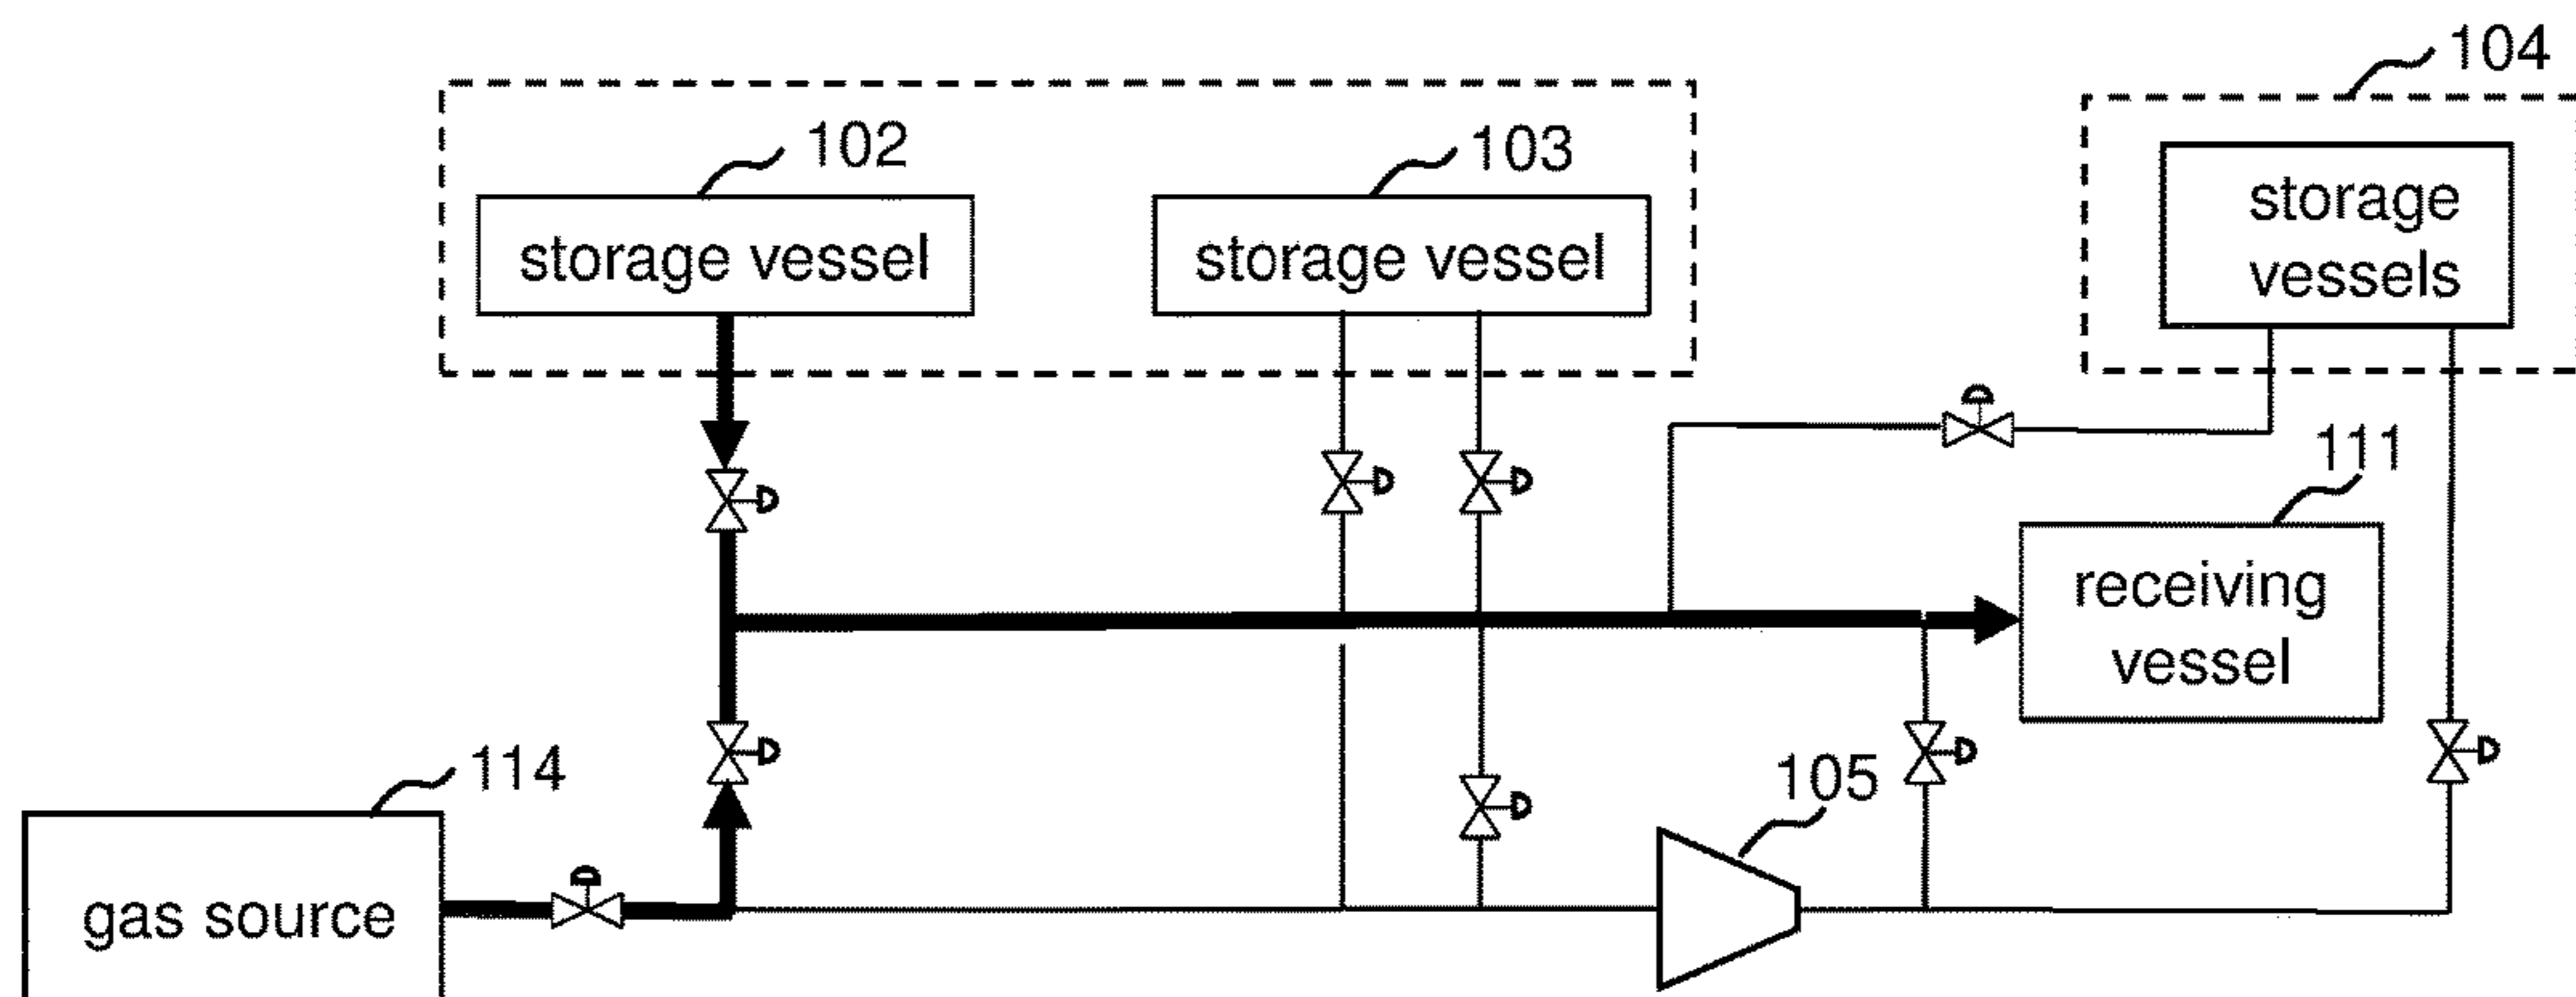 104
102
103
storage
vessels
storage vessel
storage vessel
111
receiving
vessel
114
105
gas source